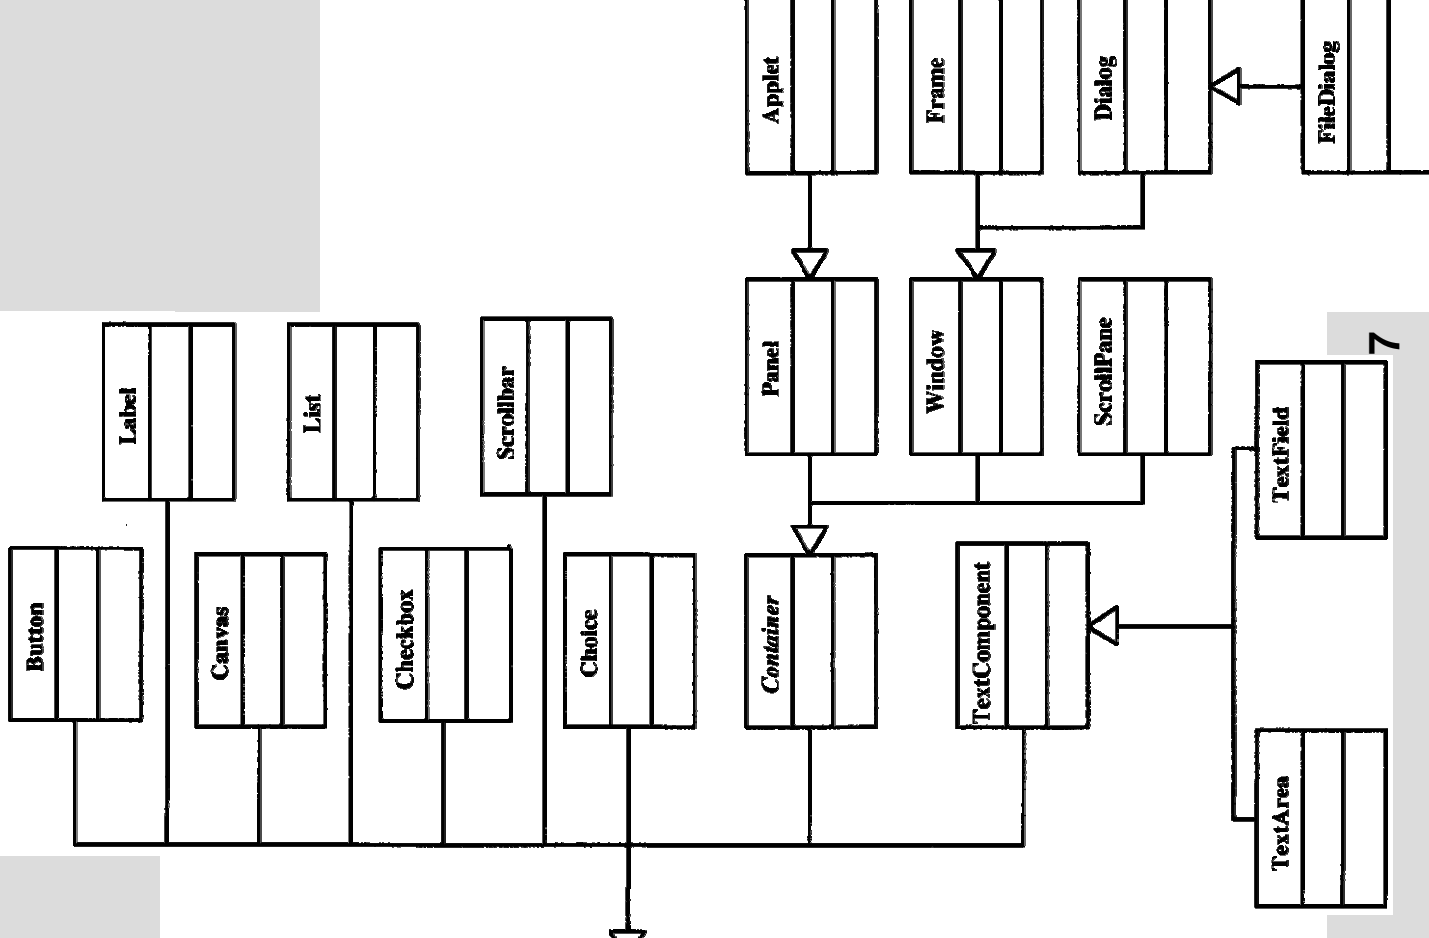 Button
Label
Canvas
List
Checkbox
Scrollbar
Choice
Container
Panel
Applet
TextComponent
Window
Frame
ScrollPane
Dialog
FileDialog
TextArea
TextField
7